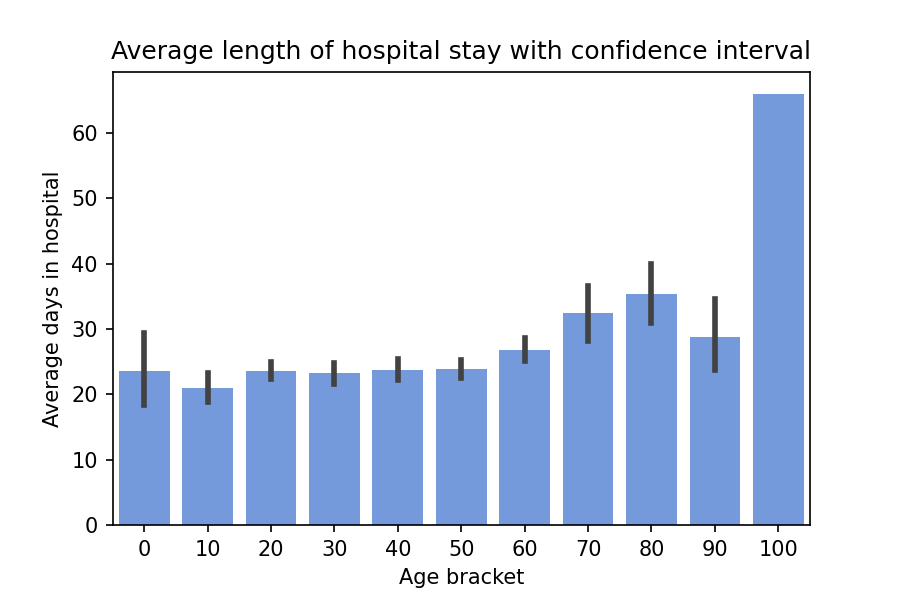 Average length of hospital stay with confidence interval
Average days in hospital
60
50
40
30
20
10
0
0 10 20 30 40 50 60 70 80 90 100
Age bracket